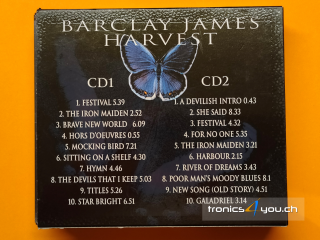 BARCLAY JAMES
HARVEST
CD1
1. FESTIVAL 5.39
2. THE IRON MAIDEN 2.52
3. BRAVE NEW WORLD 6.09
4. HORS D'OEUVRES 0.55
5. MOCKING BIRD 7.21
6. SITTING ON A SHELF 4.30
7. HYMN 4.46
8. THE DEVILS THAT I KEEP 5.03
9. TITLES 5.26
10. STAR BRIGHT 6.51
CD2
1. A DEVILISH INTRO 0.43
2. SHE SAID 8.33
3. FESTIVAL 4.32
4. FOR NO ONE 5.35
5. THE IRON MAIDEN 3.21
6. HARBOUR 2.15
7. RIVER OF DREAMS 3.43
8. POOR MAN'S MOODY BLUES 8.1
9. NEW SONG (OLD STORY) 4.51
10. GALADRIEL 3.14
tronics4you.ch